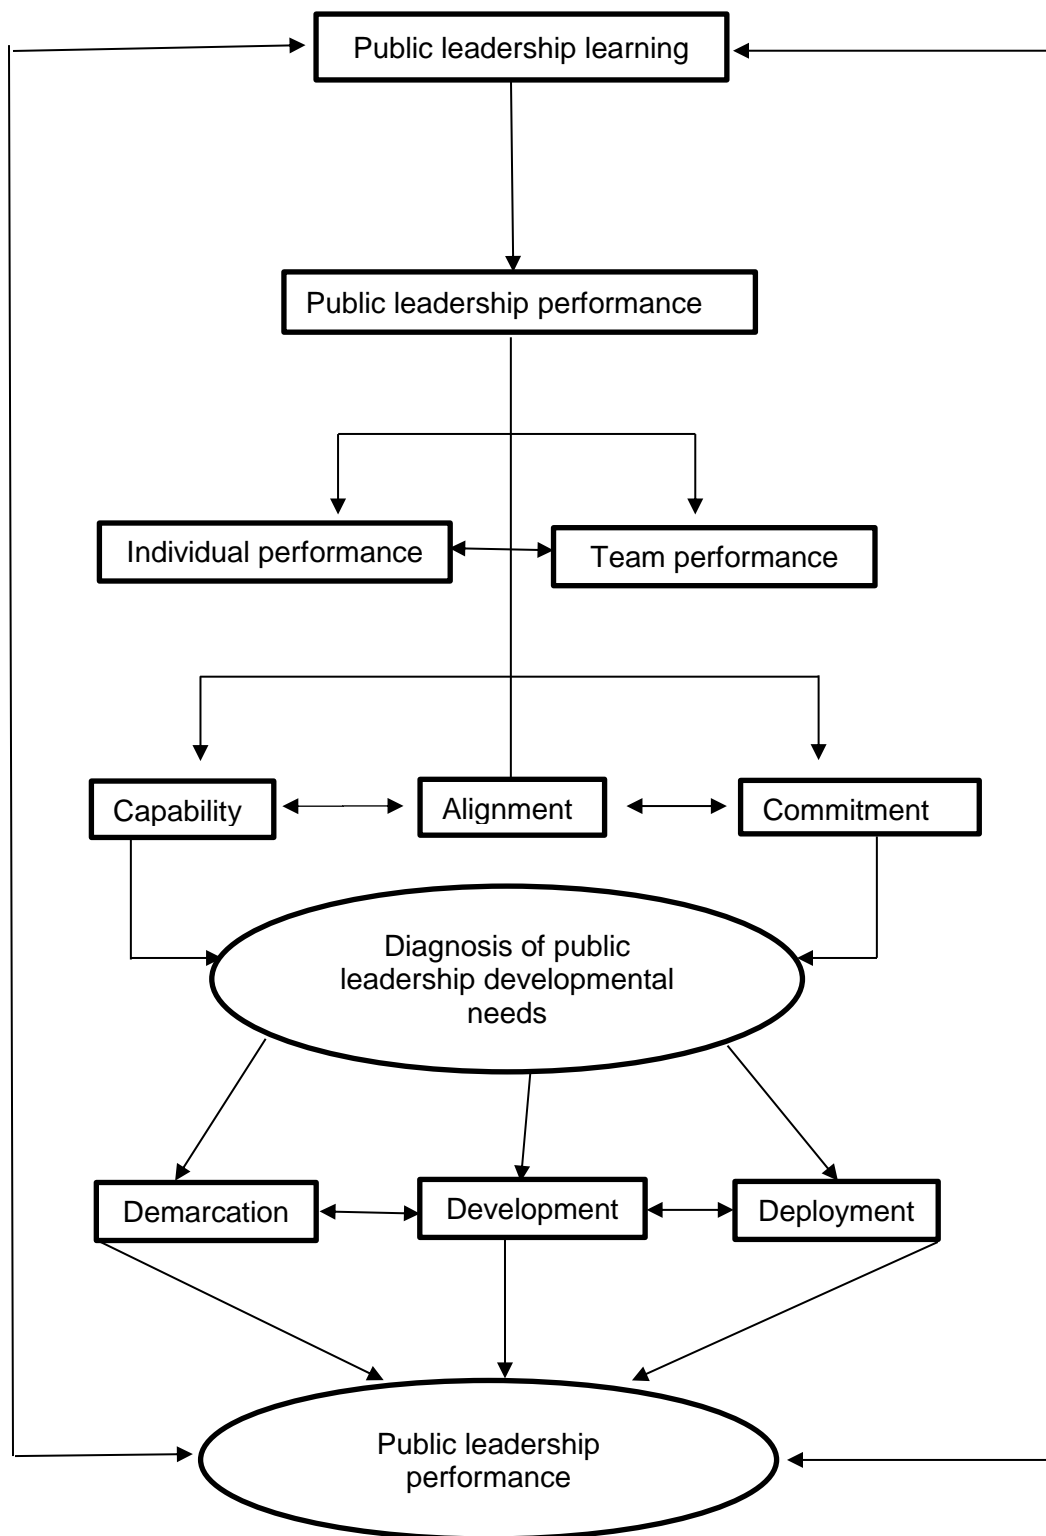 Public leadership learning
Public leadership performance
Individual performance
Team performance
Capability
Alignment
Commitment
Diagnosis of public
leadership developmental
needs
Demarcation
Development
Deployment
Public leadership
performance